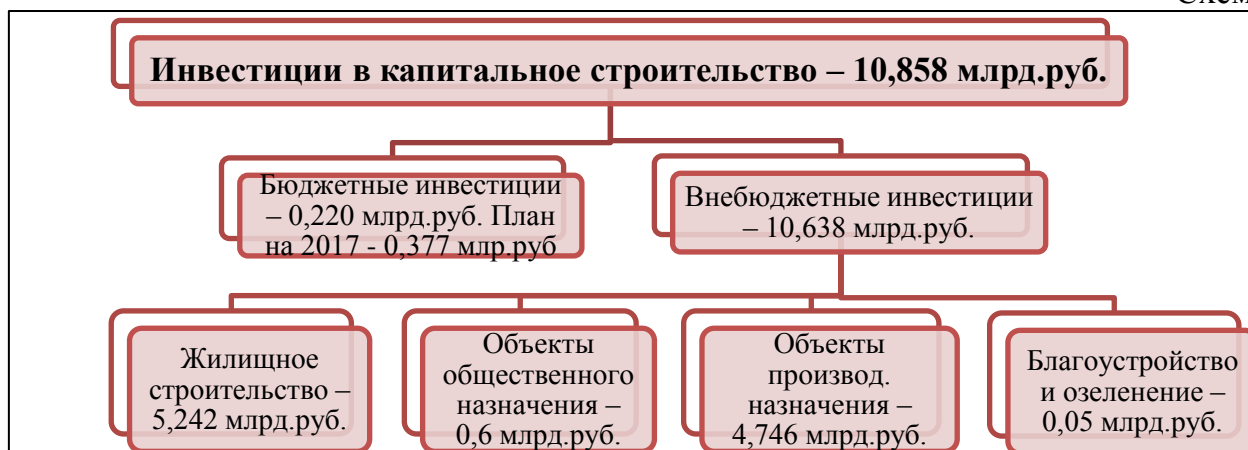 Инвестиции в капитальное строительство – 10,858 млрд.руб.
Бюджетные инвестиции
– 0,220 млрд.руб. План
на 2017 - 0,377 млр.руб
Внебюджетные инвестиции
– 10,638 млрд.руб.
Жилищное
строительство –
5,242 млрд.руб.
Объекты
общественного
назначения –
0,6 млрд.руб.
Объекты
производ.
назначения –
4,746 млрд.руб.
Благоустройство
и озеленение –
0,05 млрд.руб.